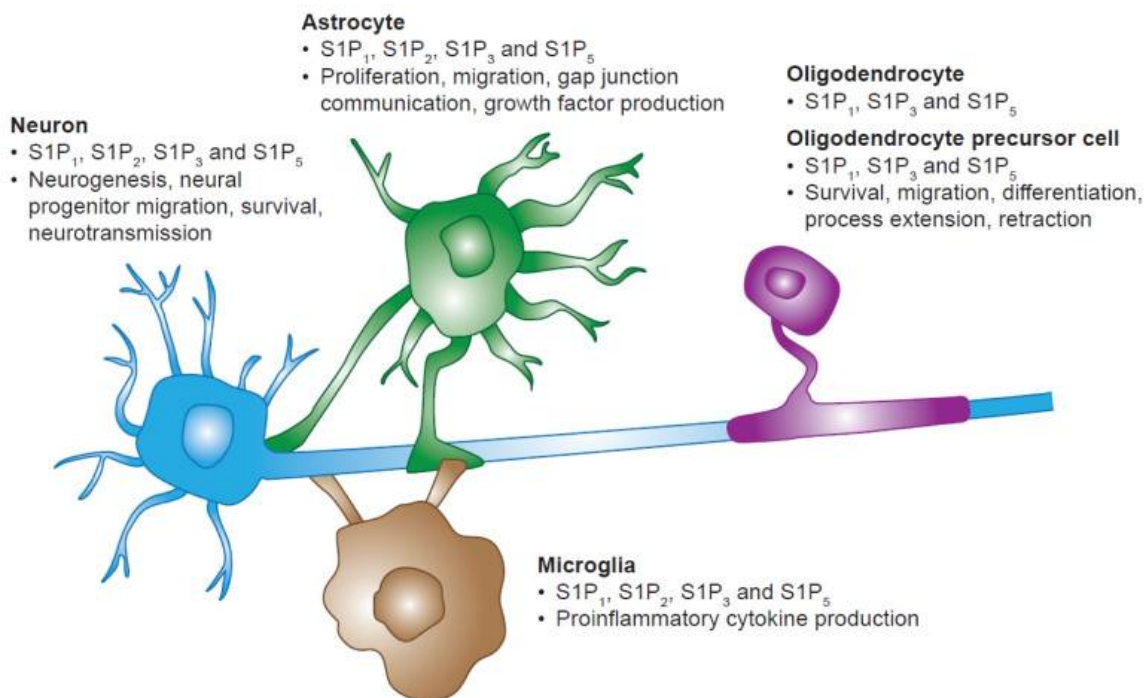 Astrocyte
• S1P₁, S1P₂, S1P₃ and S1P₅
• Proliferation, migration, gap junction
communication, growth factor production
Oligodendrocyte
• S1P₁, S1P₃ and S1P₅
Oligodendrocyte precursor cell
• S1P₁, S1P₃ and S1P₅
• Survival, migration, differentiation,
process extension, retraction
Neuron
• S1P₁, S1P₂, S1P₃ and S1P₅
• Neurogenesis, neural
progenitor migration, survival,
neurotransmission
Microglia
• S1P₁, S1P₂, S1P₃ and S1P₅
• Proinflammatory cytokine production